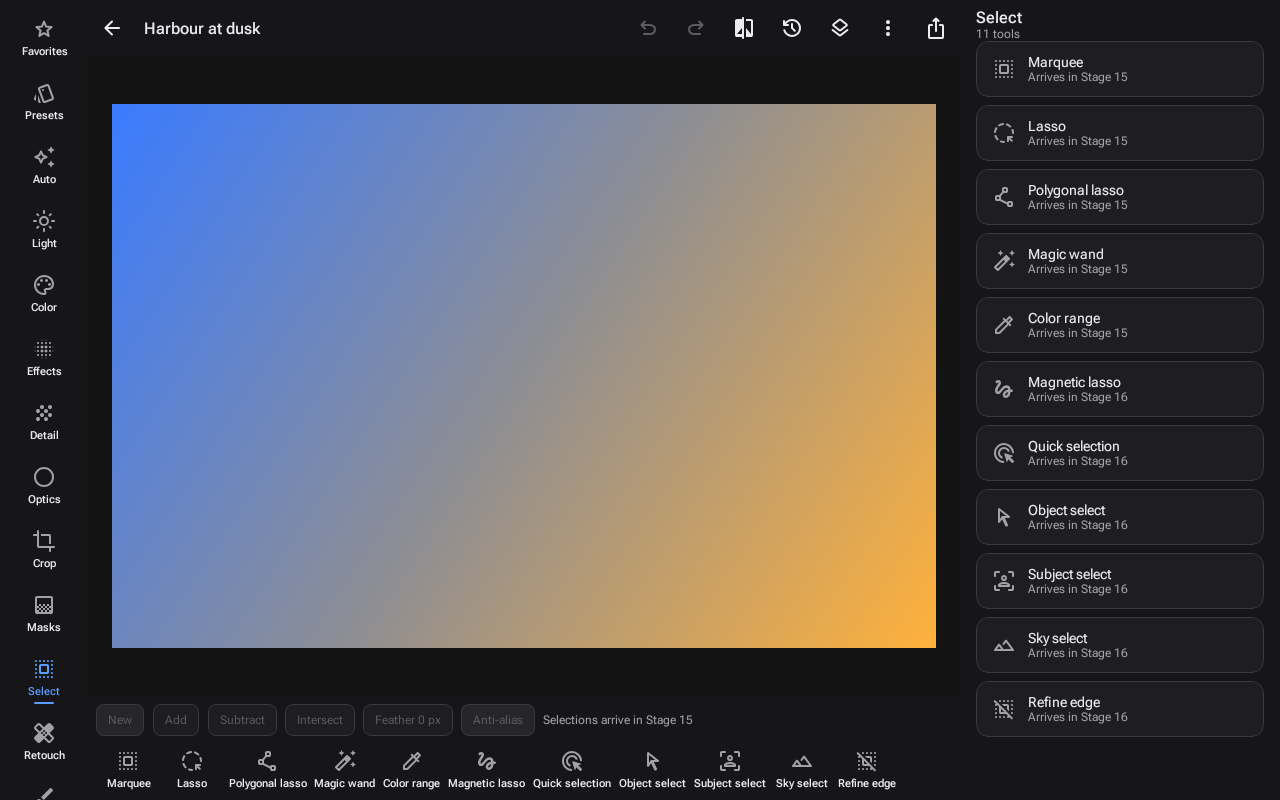 Harbour at dusk
Favorites
Presets
Auto
Light
Color
Effects
Detail
Optics
Crop
Masks
Select
Retouch
New
Add
Subtract
Intersect
Feather 0 px
Anti-alias
Selections arrive in Stage 15
Marquee
Lasso
Polygonal lasso
Magic wand
Color range
Magnetic lasso
Quick selection
Object select
Subject select
Sky select
Refine edge
Select
11 tools
Marquee
Arrives in Stage 15
Lasso
Arrives in Stage 15
Polygonal lasso
Arrives in Stage 15
Magic wand
Arrives in Stage 15
Color range
Arrives in Stage 15
Magnetic lasso
Arrives in Stage 16
Quick selection
Arrives in Stage 16
Object select
Arrives in Stage 16
Subject select
Arrives in Stage 16
Sky select
Arrives in Stage 16
Refine edge
Arrives in Stage 16